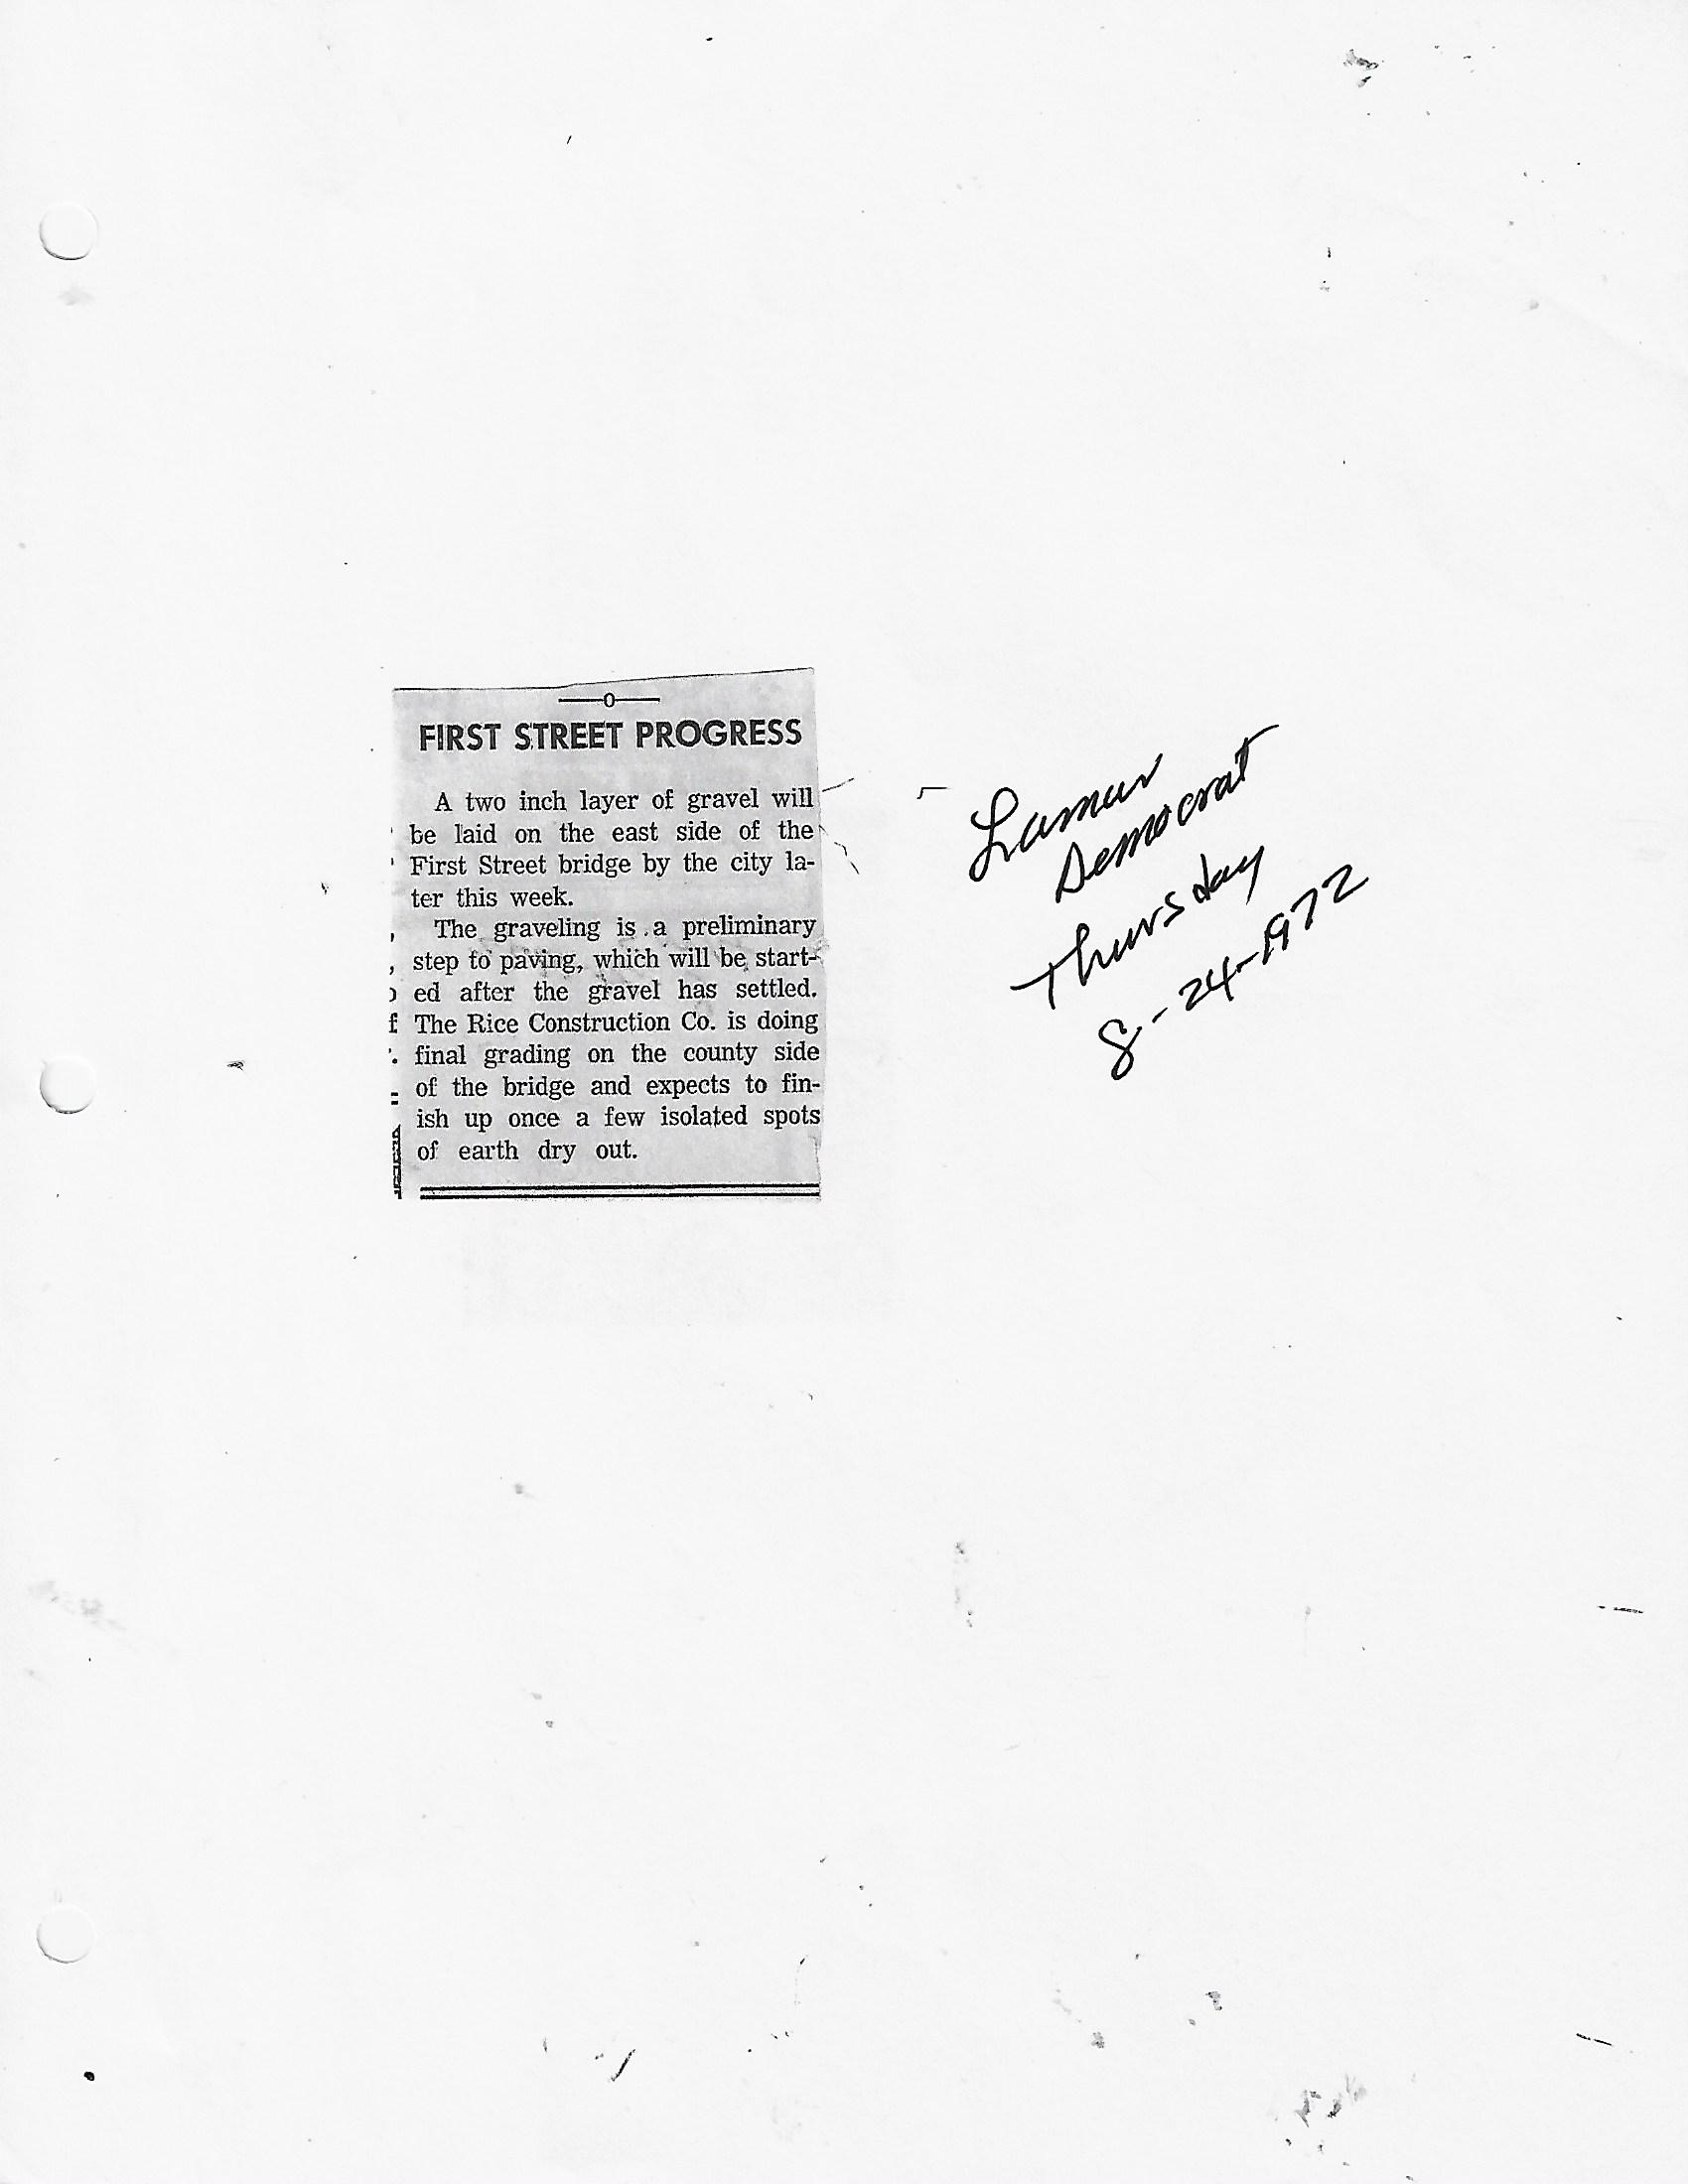 FIRST STREET PROGRESS
A two inch layer of gravel will
be laid on the east side of the
First Street bridge by the city la-
ter this week.
The graveling is a preliminary
step to paving, which will be start-
ed after the gravel has settled.
The Rice Construction Co. is doing
final grading on the county side
of the bridge and expects to fin-
ish up once a few isolated spots
of earth dry out.
Lamar
Democrat
Thursday
8-24-1972